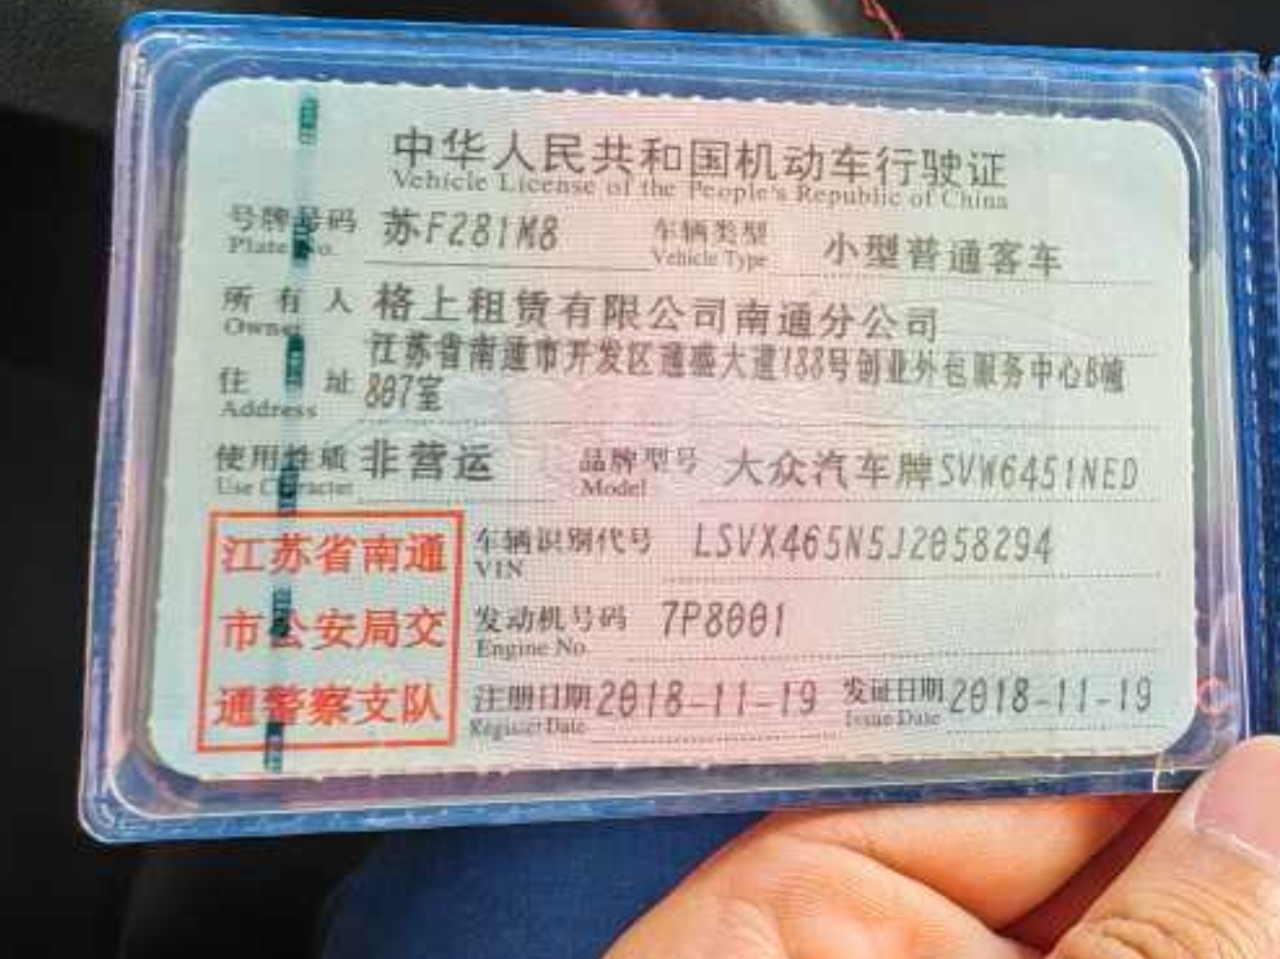 中华人民共和国机动车行驶证
Vehicle License of the People's Republic of China
号牌号码 苏F281M8 车辆类型 小型普通客车
Plate No. Vehicle Type
所有人 格上租赁有限公司南通分公司
Owner
江苏省南通市开发区通盛大道188号创业外包服务中心B幢
住址 807室
Address
使用性质 非营运 品牌型号 大众汽车牌SVW6451NED
Use Character Model
车辆识别代号 LSVX465N5J2058294
VIN
发动机号码 7P8001
Engine No.
注册日期 2018-11-19 发证日期 2018-11-19
Register Date Issue Date
江苏省南通
市公安局交
通警察支队